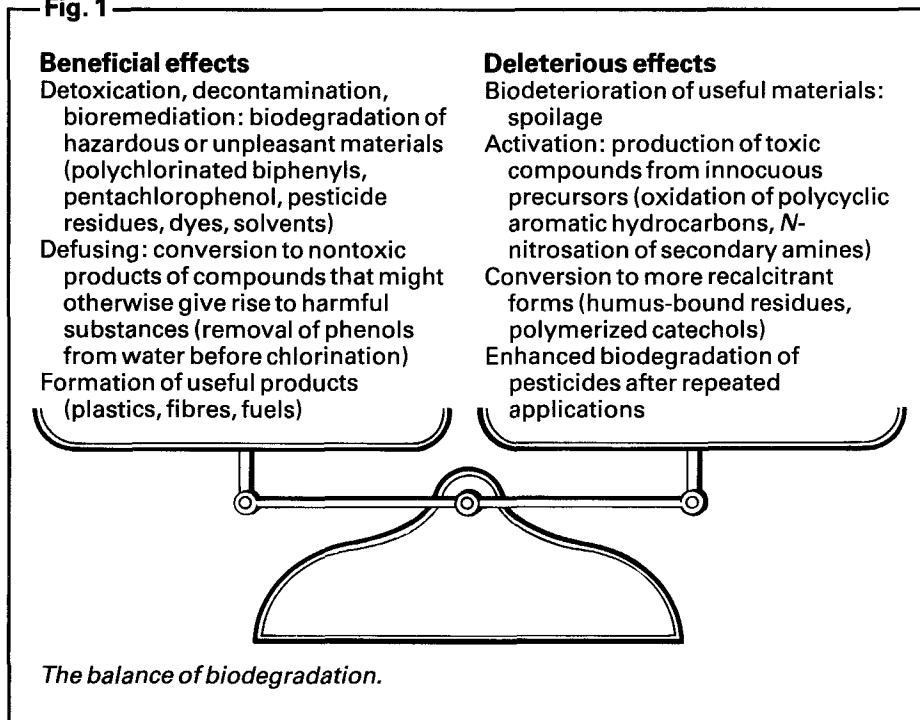 Fig. 1
Beneficial effects
Detoxication, decontamination,
bioremediation: biodegradation of
hazardous or unpleasant materials
(polychlorinated biphenyls,
pentachlorophenol, pesticide
residues, dyes, solvents)
Defusing: conversion to nontoxic
products of compounds that might
otherwise give rise to harmful
substances (removal of phenols
from water before chlorination)
Formation of useful products
(plastics, fibres, fuels)
Deleterious effects
Biodeterioration of useful materials:
spoilage
Activation: production of toxic
compounds from innocuous
precursors (oxidation of polycyclic
aromatic hydrocarbons, N-
nitrosation of secondary amines)
Conversion to more recalcitrant
forms (humus-bound residues,
polymerized catechols)
Enhanced biodegradation of
pesticides after repeated
applications
The balance of biodegradation.